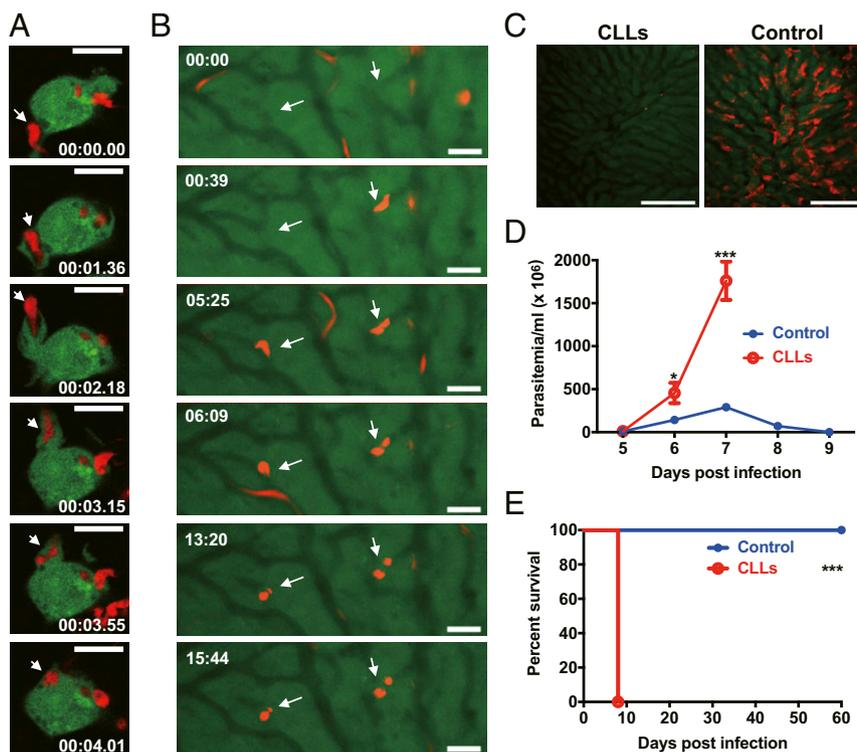 A
00:00.00
00:01.36
00:02.18
00:03.15
00:03.55
00:04.01
B
00:00
00:39
05:25
06:09
13:20
15:44
C
CLLs Control
D
Parasitemia/ml (x 10⁶)
2000
1500
1000
500
0
***
*
Control
CLLs
5 6 7 8 9
Days post infection
E
Percent survival
100
80
60
40
20
0
Control
CLLs
***
0 10 20 30 40 50 60
Days post infection